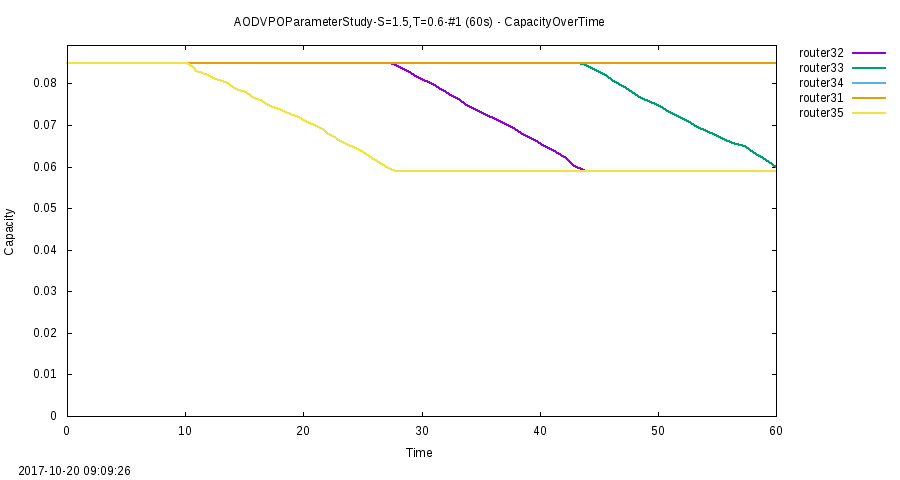 AODVPOParameterStudy-S=1.5,T=0.6-#1 (60s) - CapacityOverTime
router32
router33
router34
router31
router35
0.08
0.07
0.06
0.05
0.04
0.03
0.02
0.01
0
Capacity
0 10 20 30 40 50 60
Time
2017-10-20 09:09:26